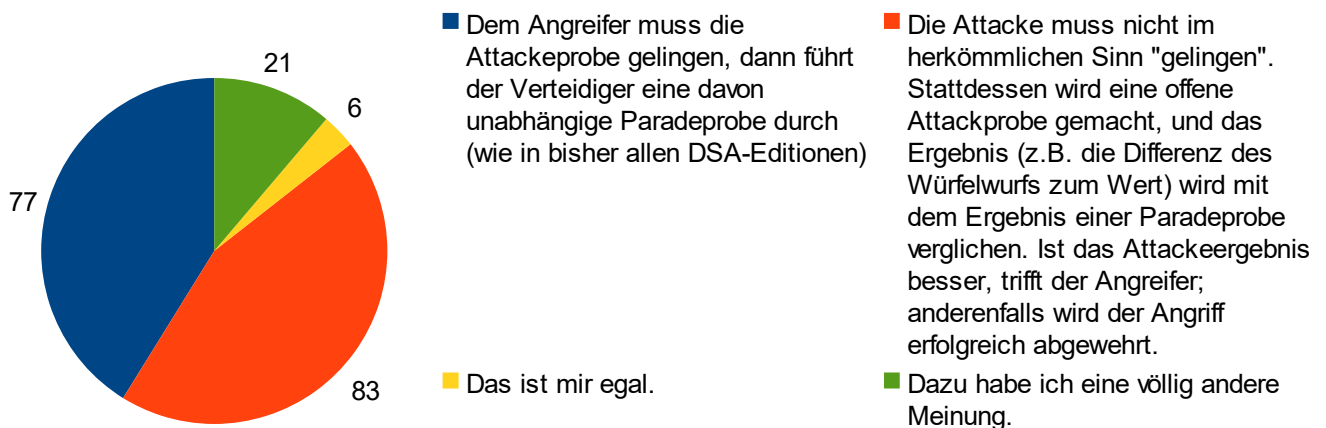 21
6
77
83
Dem Angreifer muss die
Attackeprobe gelingen, dann führt
der Verteidiger eine davon
unabhängige Paradeprobe durch
(wie in bisher allen DSA-Editionen)
Die Attacke muss nicht im
herkömmlichen Sinn "gelingen".
Stattdessen wird eine offene
Attackprobe gemacht, und das
Ergebnis (z.B. die Differenz des
Würfelwurfs zum Wert) wird mit
dem Ergebnis einer Paradeprobe
verglichen. Ist das Attackeergebnis
besser, trifft der Angreifer;
anderenfalls wird der Angriff
erfolgreich abgewehrt.
Das ist mir egal.
Dazu habe ich eine völlig andere
Meinung.